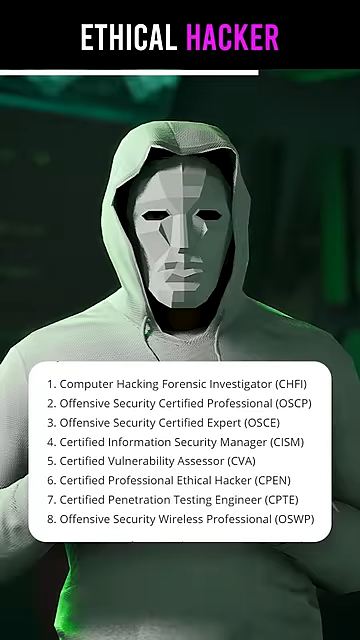 ETHICAL HACKER
1. Computer Hacking Forensic Investigator (CHFI)
2. Offensive Security Certified Professional (OSCP)
3. Offensive Security Certified Expert (OSCE)
4. Certified Information Security Manager (CISM)
5. Certified Vulnerability Assessor (CVA)
6. Certified Professional Ethical Hacker (CPEN)
7. Certified Penetration Testing Engineer (CPTE)
8. Offensive Security Wireless Professional (OSWP)